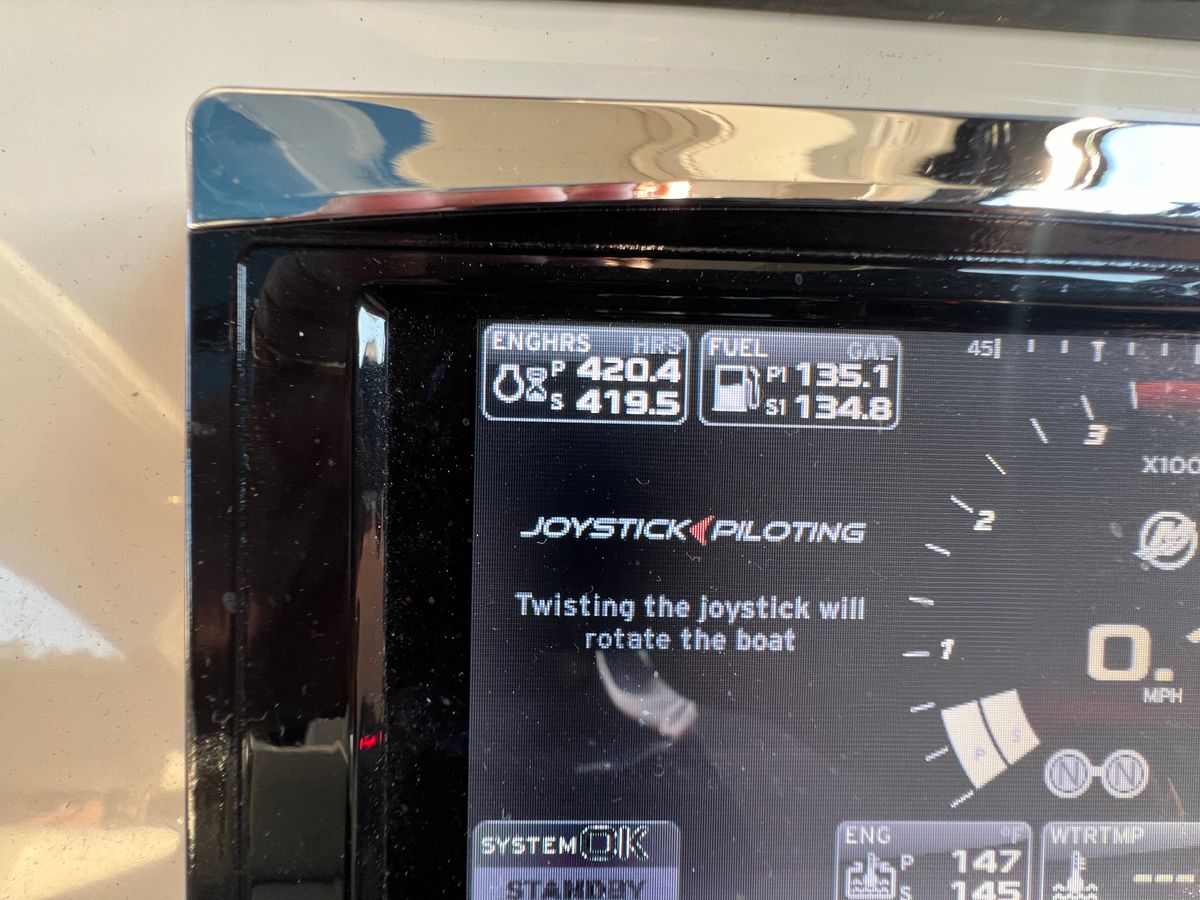 ENGHRS HRS
P 420.4
S 419.5
FUEL GAL
P1 135.1
S1 134.8
45
T
3
X100
2
JOYSTICK PILOTING
Twisting the joystick will
rotate the boat
1
0.
MPH
P S
N N
SYSTEM OK
STANDBY
ENG °F
P 147
S 145
WTRTMP
---